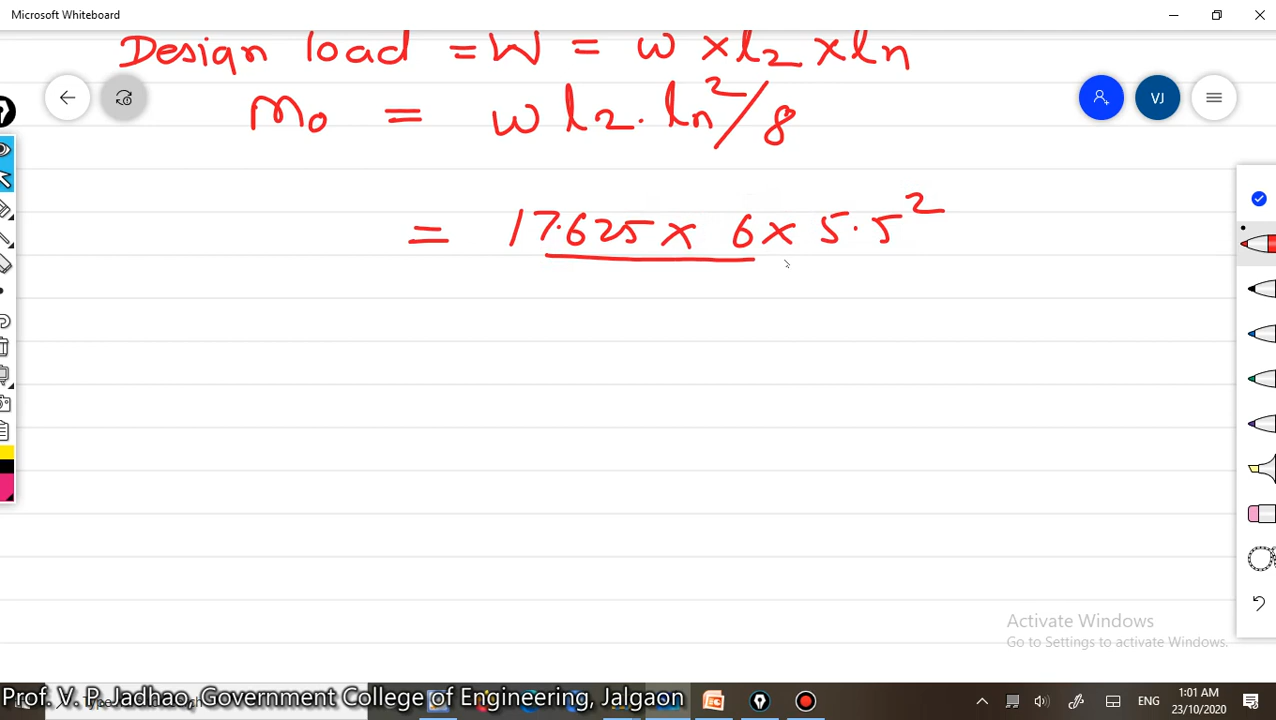 Microsoft Whiteboard
Design load = W = w × l2 × ln
Mo = w l2 . ln²/8
VJ
= 17.625 × 6 × 5.5²
Activate Windows
Go to Settings to activate Windows.
Prof. V. P. Jadhao, Government College of Engineering, Jalgaon
ENG
1:01 AM
23/10/2020